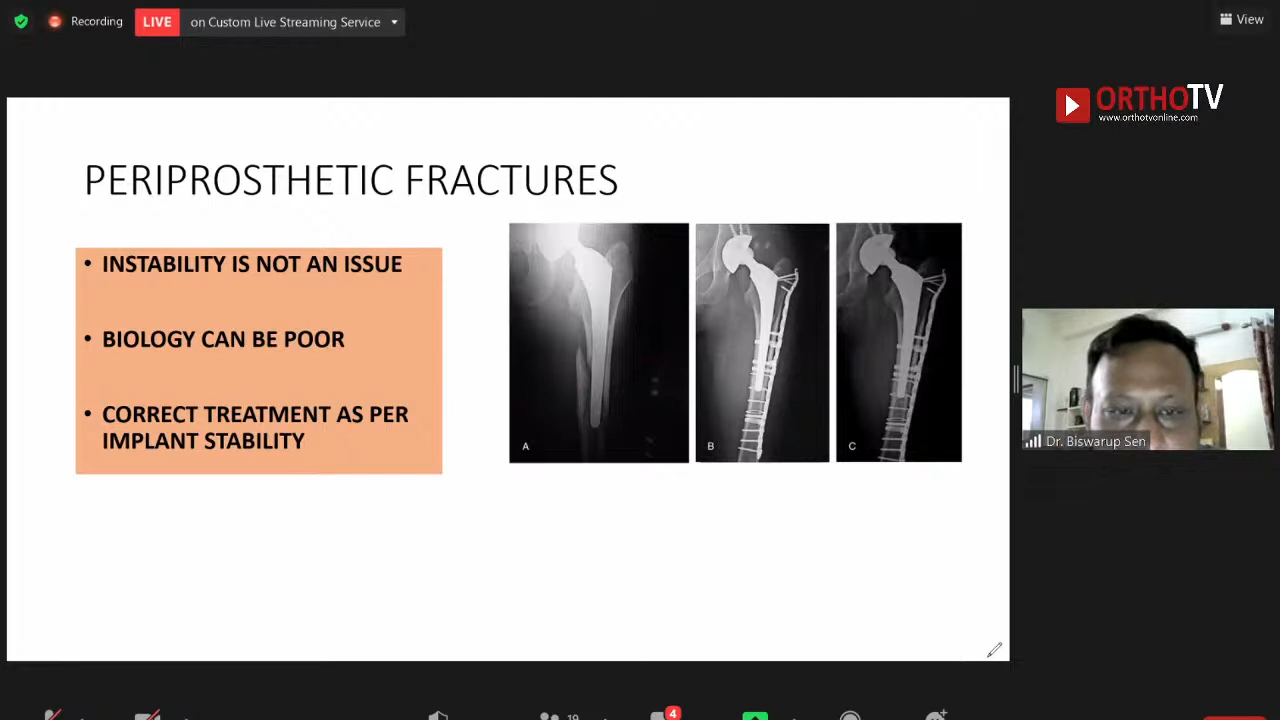 Recording
LIVE
on Custom Live Streaming Service
View
ORTHOTV
www.orthotvonline.com
PERIPROSTHETIC FRACTURES
• INSTABILITY IS NOT AN ISSUE
• BIOLOGY CAN BE POOR
• CORRECT TREATMENT AS PER
IMPLANT STABILITY
A
B
C
Dr. Biswarup Sen
19
4